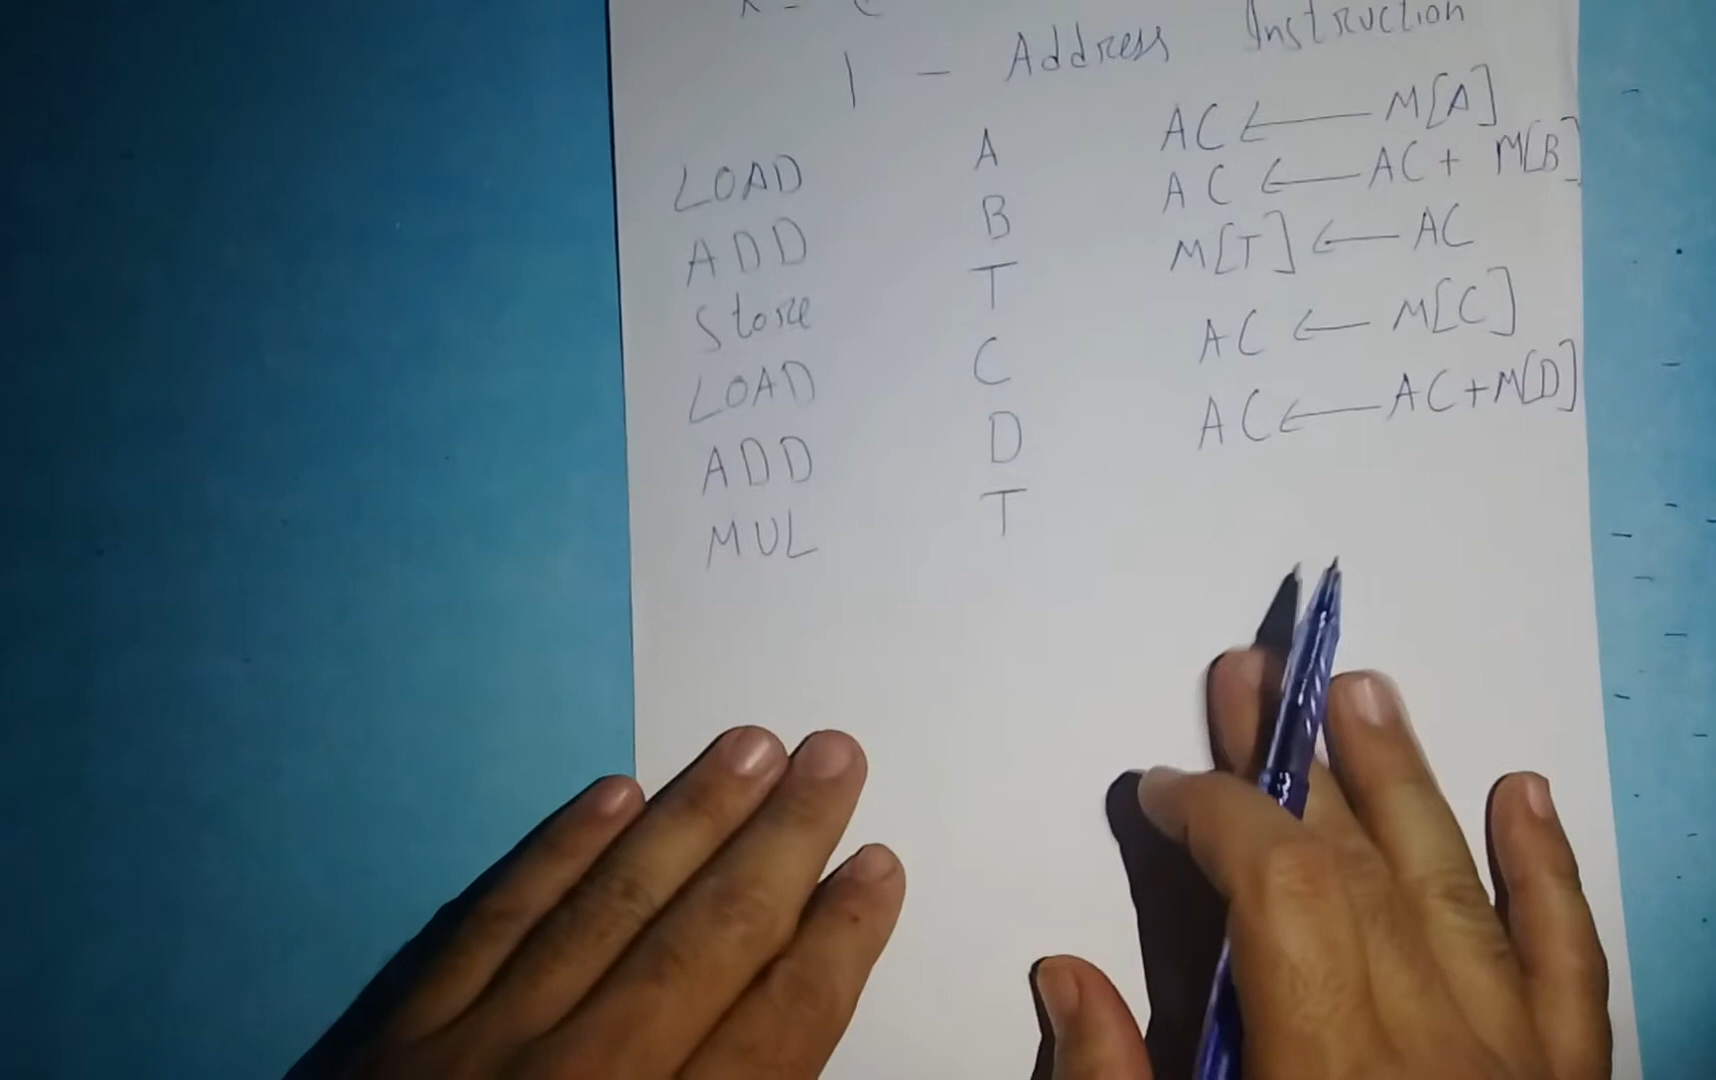 1 - Address Instruction
LOAD A AC ← M[A]
ADD B AC ← AC + M[B]
Store T M[T] ← AC
LOAD C AC ← M[C]
ADD D AC ← AC+M[D]
MUL T